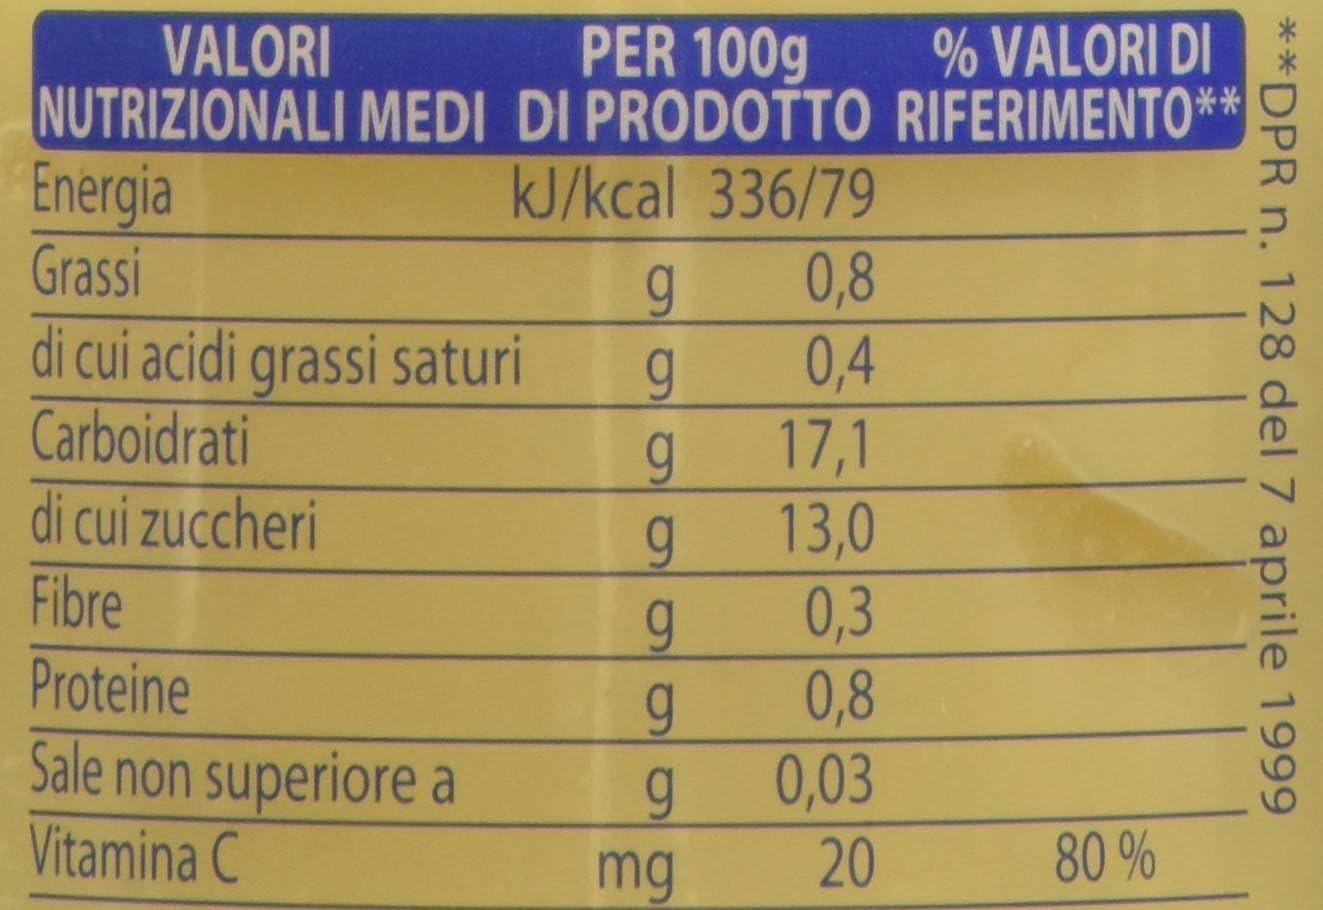 VALORI NUTRIZIONALI MEDI PER 100g DI PRODOTTO % VALORI DI RIFERIMENTO**
Energia kJ/kcal 336/79
Grassi g 0,8
di cui acidi grassi saturi g 0,4
Carboidrati g 17,1
di cui zuccheri g 13,0
Fibre g 0,3
Proteine g 0,8
Sale non superiore a g 0,03
Vitamina C mg 20 80 %
**DPR n. 128 del 7 aprile 1999